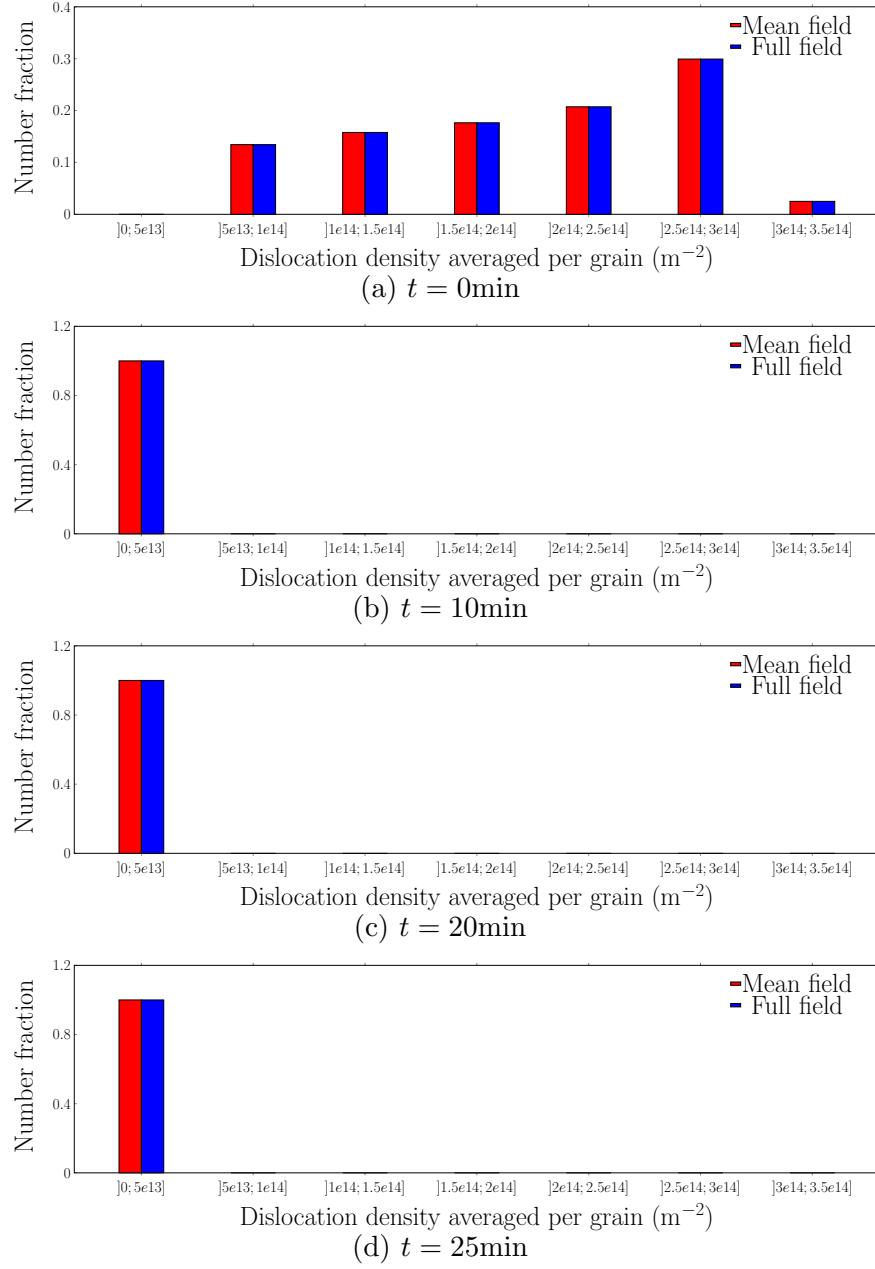 0.4
Mean field
Full field
0.3
0.2
0.1
0
Number fraction
]0; 5e13] ]5e13; 1e14] ]1e14; 1.5e14] ]1.5e14; 2e14] ]2e14; 2.5e14] ]2.5e14; 3e14] ]3e14; 3.5e14]
Dislocation density averaged per grain (m⁻²)
(a) t = 0min
1.2
Mean field
Full field
0.8
0.4
0
Number fraction
]0; 5e13] ]5e13; 1e14] ]1e14; 1.5e14] ]1.5e14; 2e14] ]2e14; 2.5e14] ]2.5e14; 3e14] ]3e14; 3.5e14]
Dislocation density averaged per grain (m⁻²)
(b) t = 10min
1.2
Mean field
Full field
0.8
0.4
0
Number fraction
]0; 5e13] ]5e13; 1e14] ]1e14; 1.5e14] ]1.5e14; 2e14] ]2e14; 2.5e14] ]2.5e14; 3e14] ]3e14; 3.5e14]
Dislocation density averaged per grain (m⁻²)
(c) t = 20min
1.2
Mean field
Full field
0.8
0.4
0
Number fraction
]0; 5e13] ]5e13; 1e14] ]1e14; 1.5e14] ]1.5e14; 2e14] ]2e14; 2.5e14] ]2.5e14; 3e14] ]3e14; 3.5e14]
Dislocation density averaged per grain (m⁻²)
(d) t = 25min